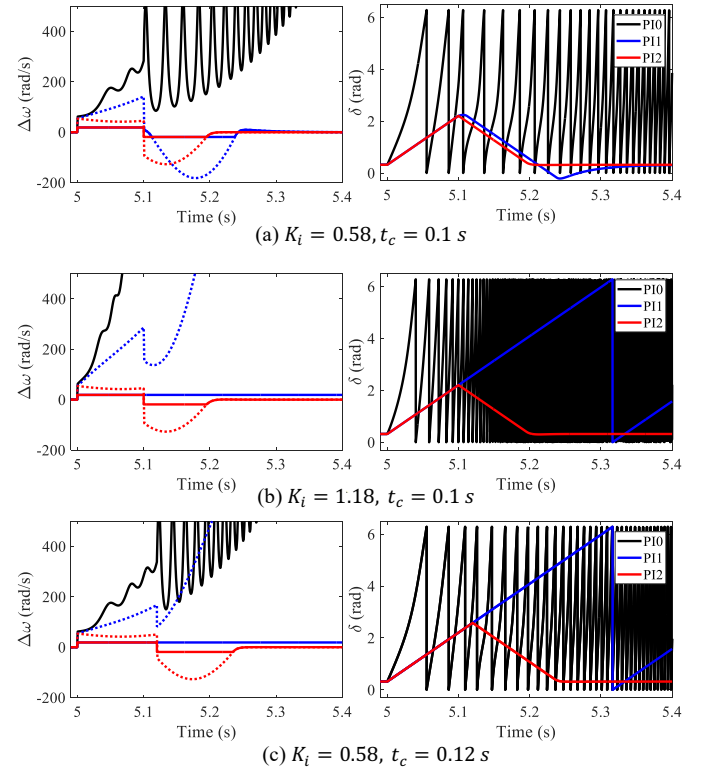 400
200
0
-200
Δω (rad/s)
5 5.1 5.2 5.3 5.4
Time (s)
6
4
2
0
δ (rad)
PI0
PI1
PI2
5 5.1 5.2 5.3 5.4
Time (s)
(a) K_i = 0.58, t_c = 0.1 s
400
200
0
-200
Δω (rad/s)
5 5.1 5.2 5.3 5.4
Time (s)
6
4
2
0
δ (rad)
PI0
PI1
PI2
5 5.1 5.2 5.3 5.4
Time (s)
(b) K_i = 1.18, t_c = 0.1 s
400
200
0
-200
Δω (rad/s)
5 5.1 5.2 5.3 5.4
Time (s)
6
4
2
0
δ (rad)
PI0
PI1
PI2
5 5.1 5.2 5.3 5.4
Time (s)
(c) K_i = 0.58, t_c = 0.12 s